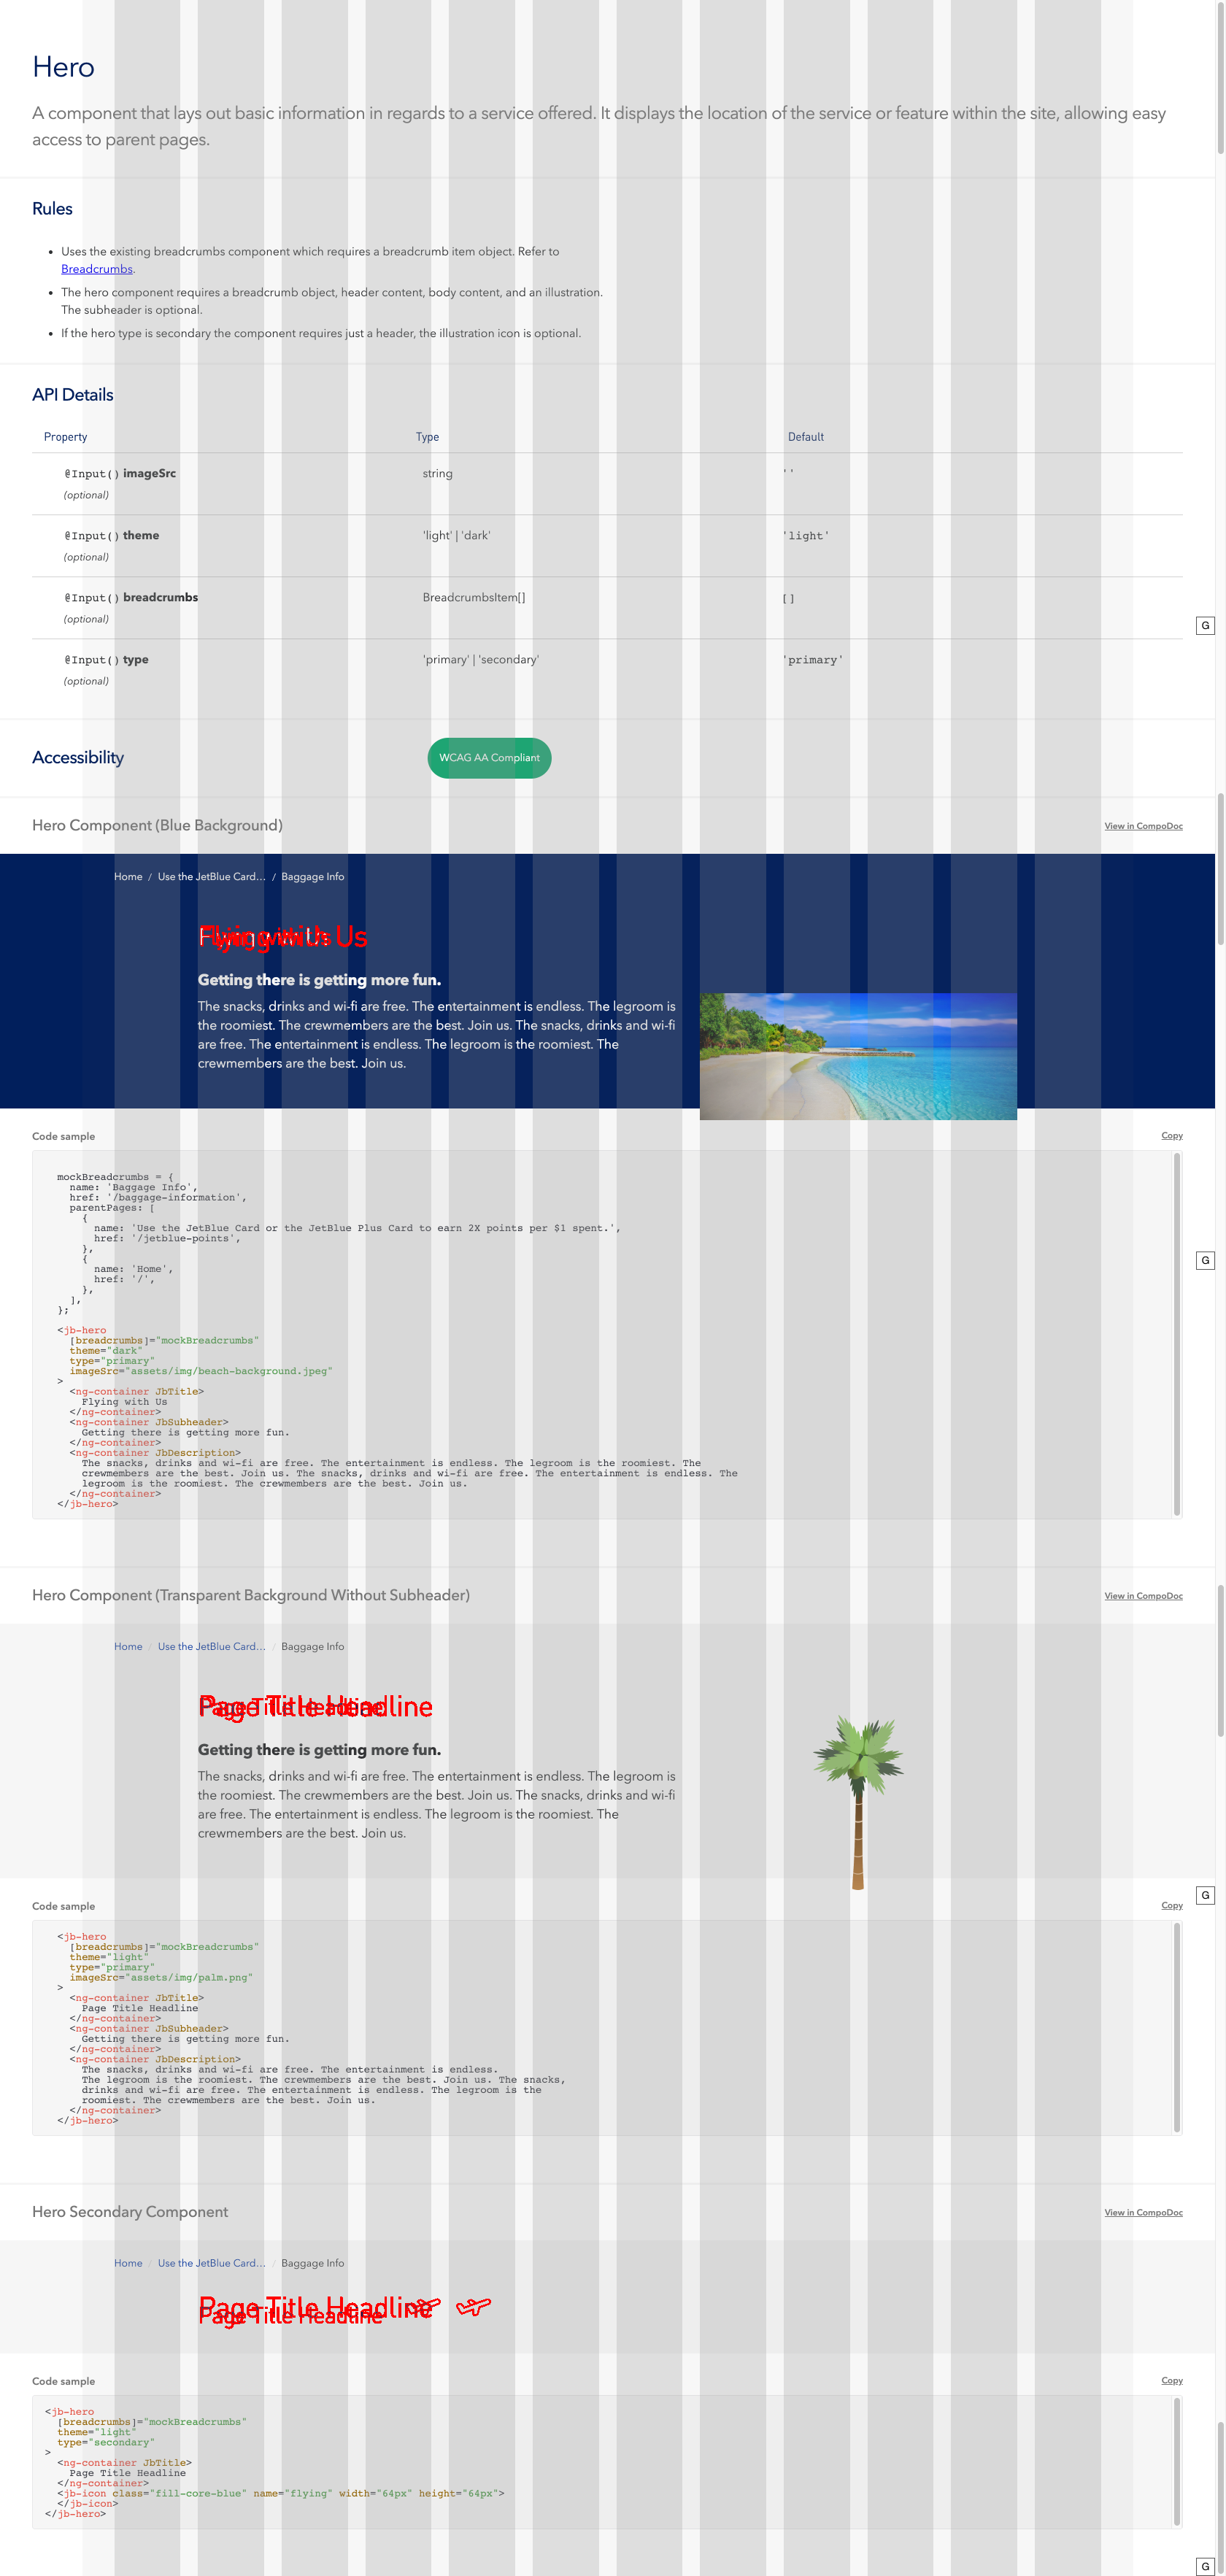 Hero
A component that lays out basic information in regards to a service offered. It displays the location of the service or feature within the site, allowing easy
access to parent pages.
Rules
Uses the existing breadcrumbs component which requires a breadcrumb item object. Refer to
Breadcrumbs.
The hero component requires a breadcrumb object, header content, body content, and an illustration.
The subheader is optional.
If the hero type is secondary the component requires just a header, the illustration icon is optional.
API Details
Property Type Default
@Input() imageSrc string ''
(optional)
@Input() theme 'light' | 'dark' 'light'
(optional)
@Input() breadcrumbs BreadcrumbsItem[] []
(optional)
G
@Input() type 'primary' | 'secondary' 'primary'
(optional)
Accessibility WCAG AA Compliant
Hero Component (Blue Background) View in CompoDoc
Home / Use the JetBlue Card... / Baggage Info
Flying with Us
Getting there is getting more fun.
The snacks, drinks and wi-fi are free. The entertainment is endless. The legroom is
the roomiest. The crewmembers are the best. Join us. The snacks, drinks and wi-fi
are free. The entertainment is endless. The legroom is the roomiest. The
crewmembers are the best. Join us.
Code sample Copy
mockBreadcrumbs = {
name: 'Baggage Info',
href: '/baggage-information',
parentPages: [
{
name: 'Use the JetBlue Card or the JetBlue Plus Card to earn 2X points per $1 spent.',
href: '/jetblue-points',
},
{
name: 'Home',
href: '/',
},
],
};
G
<jb-hero
[breadcrumbs]="mockBreadcrumbs"
theme="dark"
type="primary"
imageSrc="assets/img/beach-background.jpeg"
>
<ng-container JbTitle>
Flying with Us
</ng-container>
<ng-container JbSubheader>
Getting there is getting more fun.
</ng-container>
<ng-container JbDescription>
The snacks, drinks and wi-fi are free. The entertainment is endless. The legroom is the roomiest. The
crewmembers are the best. Join us. The snacks, drinks and wi-fi are free. The entertainment is endless. The
legroom is the roomiest. The crewmembers are the best. Join us.
</ng-container>
</jb-hero>
Hero Component (Transparent Background Without Subheader) View in CompoDoc
Home / Use the JetBlue Card... / Baggage Info
Page Title Headline
Getting there is getting more fun.
The snacks, drinks and wi-fi are free. The entertainment is endless. The legroom is
the roomiest. The crewmembers are the best. Join us. The snacks, drinks and wi-fi
are free. The entertainment is endless. The legroom is the roomiest. The
crewmembers are the best. Join us.
G
Code sample Copy
<jb-hero
[breadcrumbs]="mockBreadcrumbs"
theme="light"
type="primary"
imageSrc="assets/img/palm.png"
>
<ng-container JbTitle>
Page Title Headline
</ng-container>
<ng-container JbSubheader>
Getting there is getting more fun.
</ng-container>
<ng-container JbDescription>
The snacks, drinks and wi-fi are free. The entertainment is endless.
The legroom is the roomiest. The crewmembers are the best. Join us. The snacks,
drinks and wi-fi are free. The entertainment is endless. The legroom is the
roomiest. The crewmembers are the best. Join us.
</ng-container>
</jb-hero>
Hero Secondary Component View in CompoDoc
Home / Use the JetBlue Card... / Baggage Info
Page Title Headline
Page Title Headline
Code sample Copy
<jb-hero
[breadcrumbs]="mockBreadcrumbs"
theme="light"
type="secondary"
>
<ng-container JbTitle>
Page Title Headline
</ng-container>
<jb-icon class="fill-core-blue" name="flying" width="64px" height="64px">
</jb-icon>
</jb-hero>
G